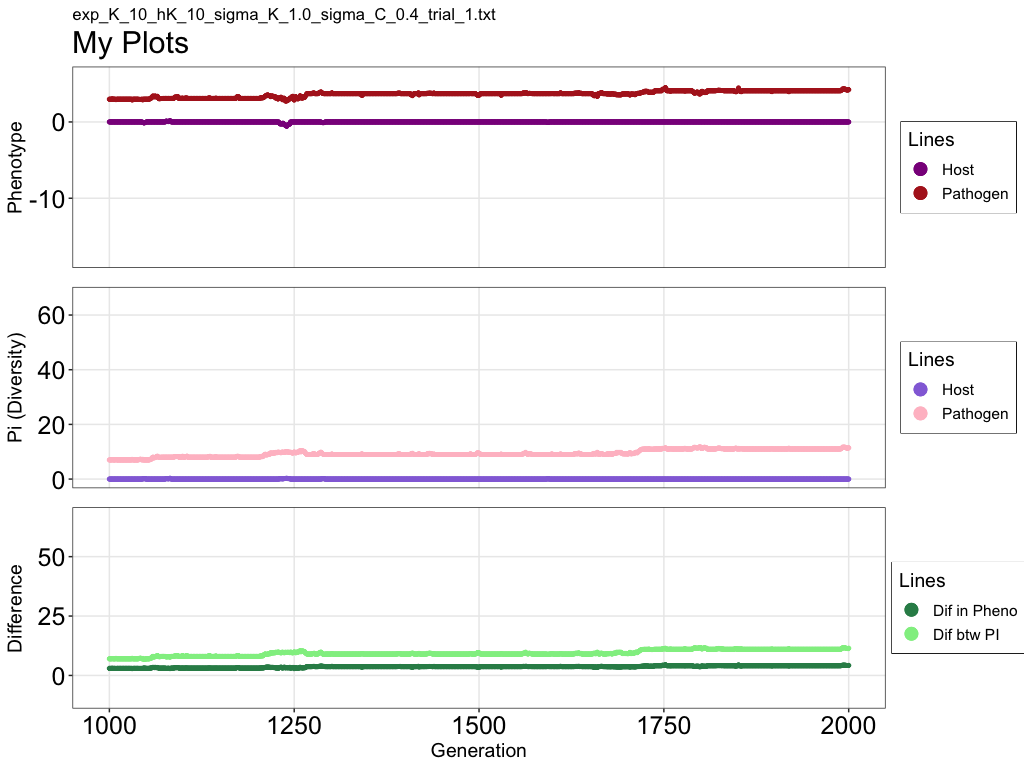 exp_K_10_hK_10_sigma_K_1.0_sigma_C_0.4_trial_1.txt
My Plots
Phenotype
0
-10
Lines
Host
Pathogen
Pi (Diversity)
60
40
20
0
Lines
Host
Pathogen
Difference
50
25
0
Lines
Dif in Pheno
Dif btw PI
1000 1250 1500 1750 2000
Generation